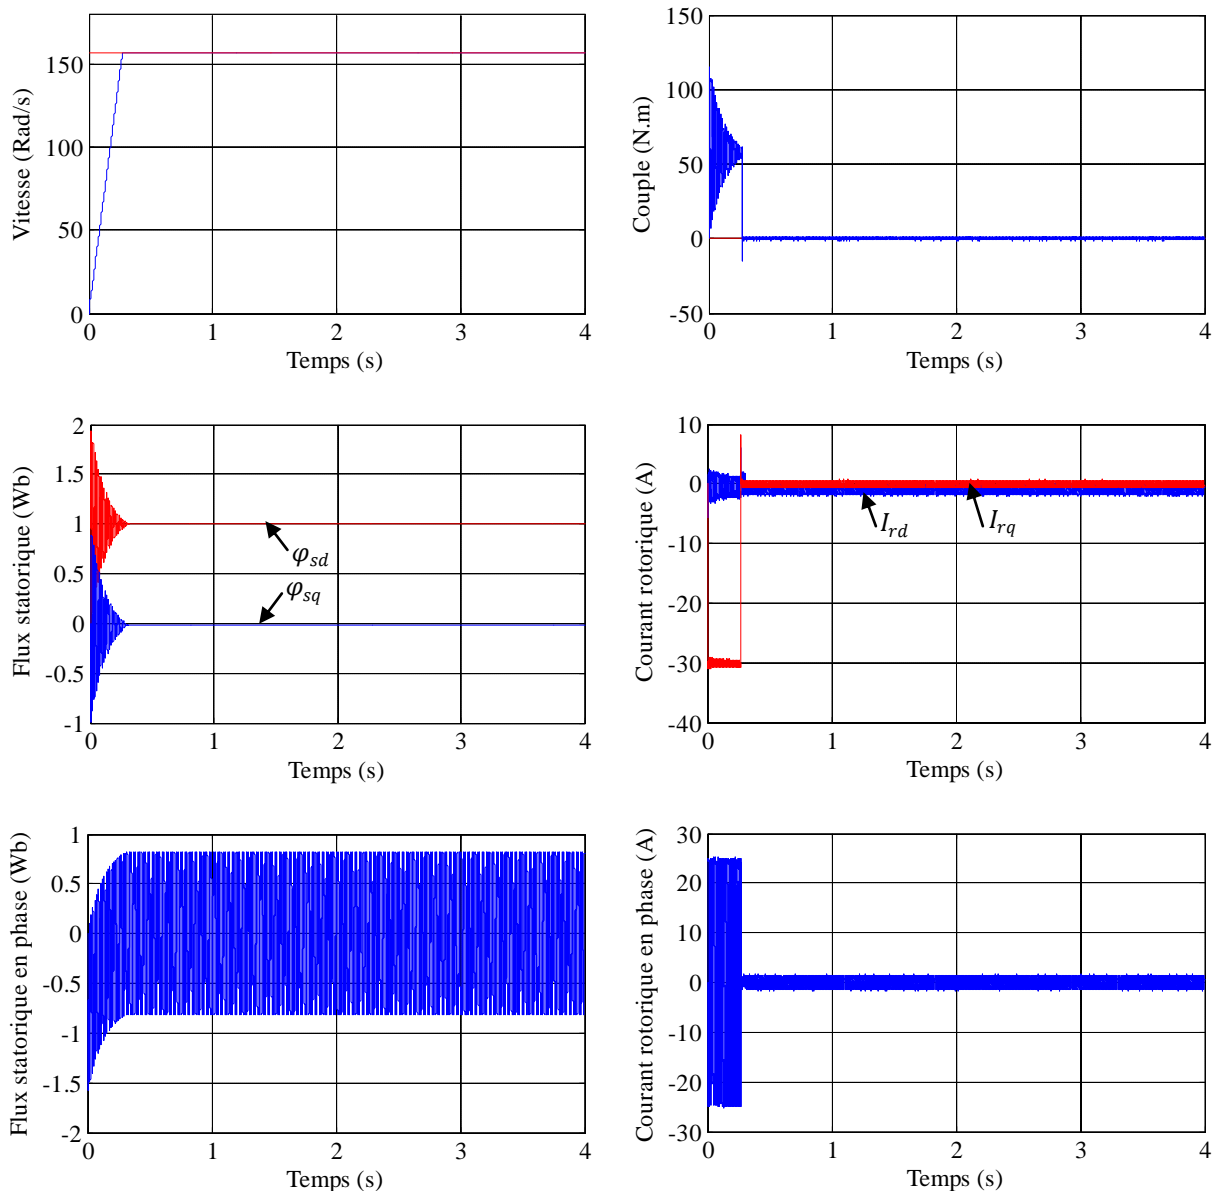 Vitesse (Rad/s)
150
100
50
0
0 1 2 3 4
Temps (s)
Couple (N.m)
150
100
50
0
-50
0 1 2 3 4
Temps (s)
Flux statorique (Wb)
2
1.5
1
0.5
0
-0.5
-1
φsd
φsq
0 1 2 3 4
Temps (s)
Courant rotorique (A)
10
0
-10
-20
-30
-40
Ird
Irq
0 1 2 3 4
Temps (s)
Flux statorique en phase (Wb)
1
0.5
0
-0.5
-1
-1.5
-2
0 1 2 3 4
Temps (s)
Courant rotorique en phase (A)
30
20
10
0
-10
-20
-30
0 1 2 3 4
Temps (s)